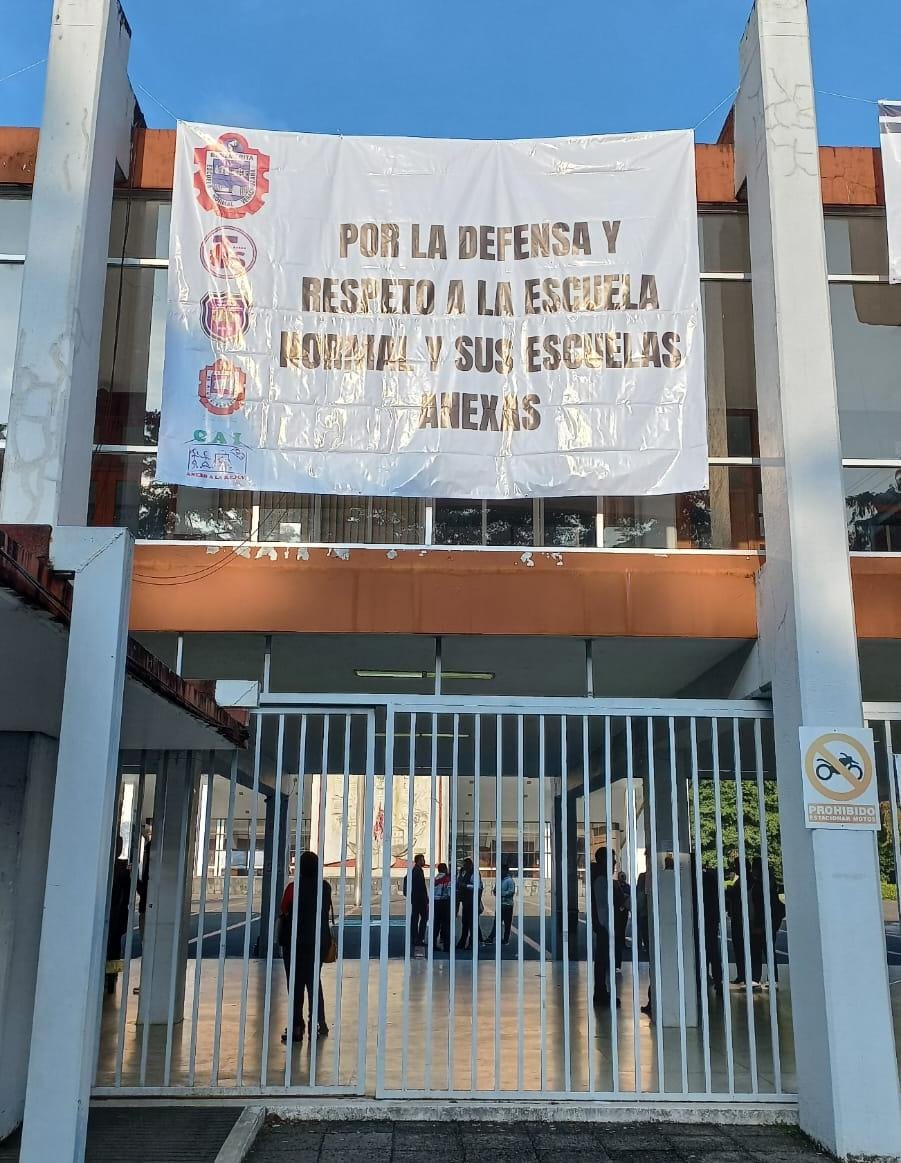 POR LA DEFENSA Y
RESPETO A LA ESCUELA
NORMAL Y SUS ESCUELAS
ANEXAS
CAI
PROHIBIDO
ESTACIONAR MOTOS